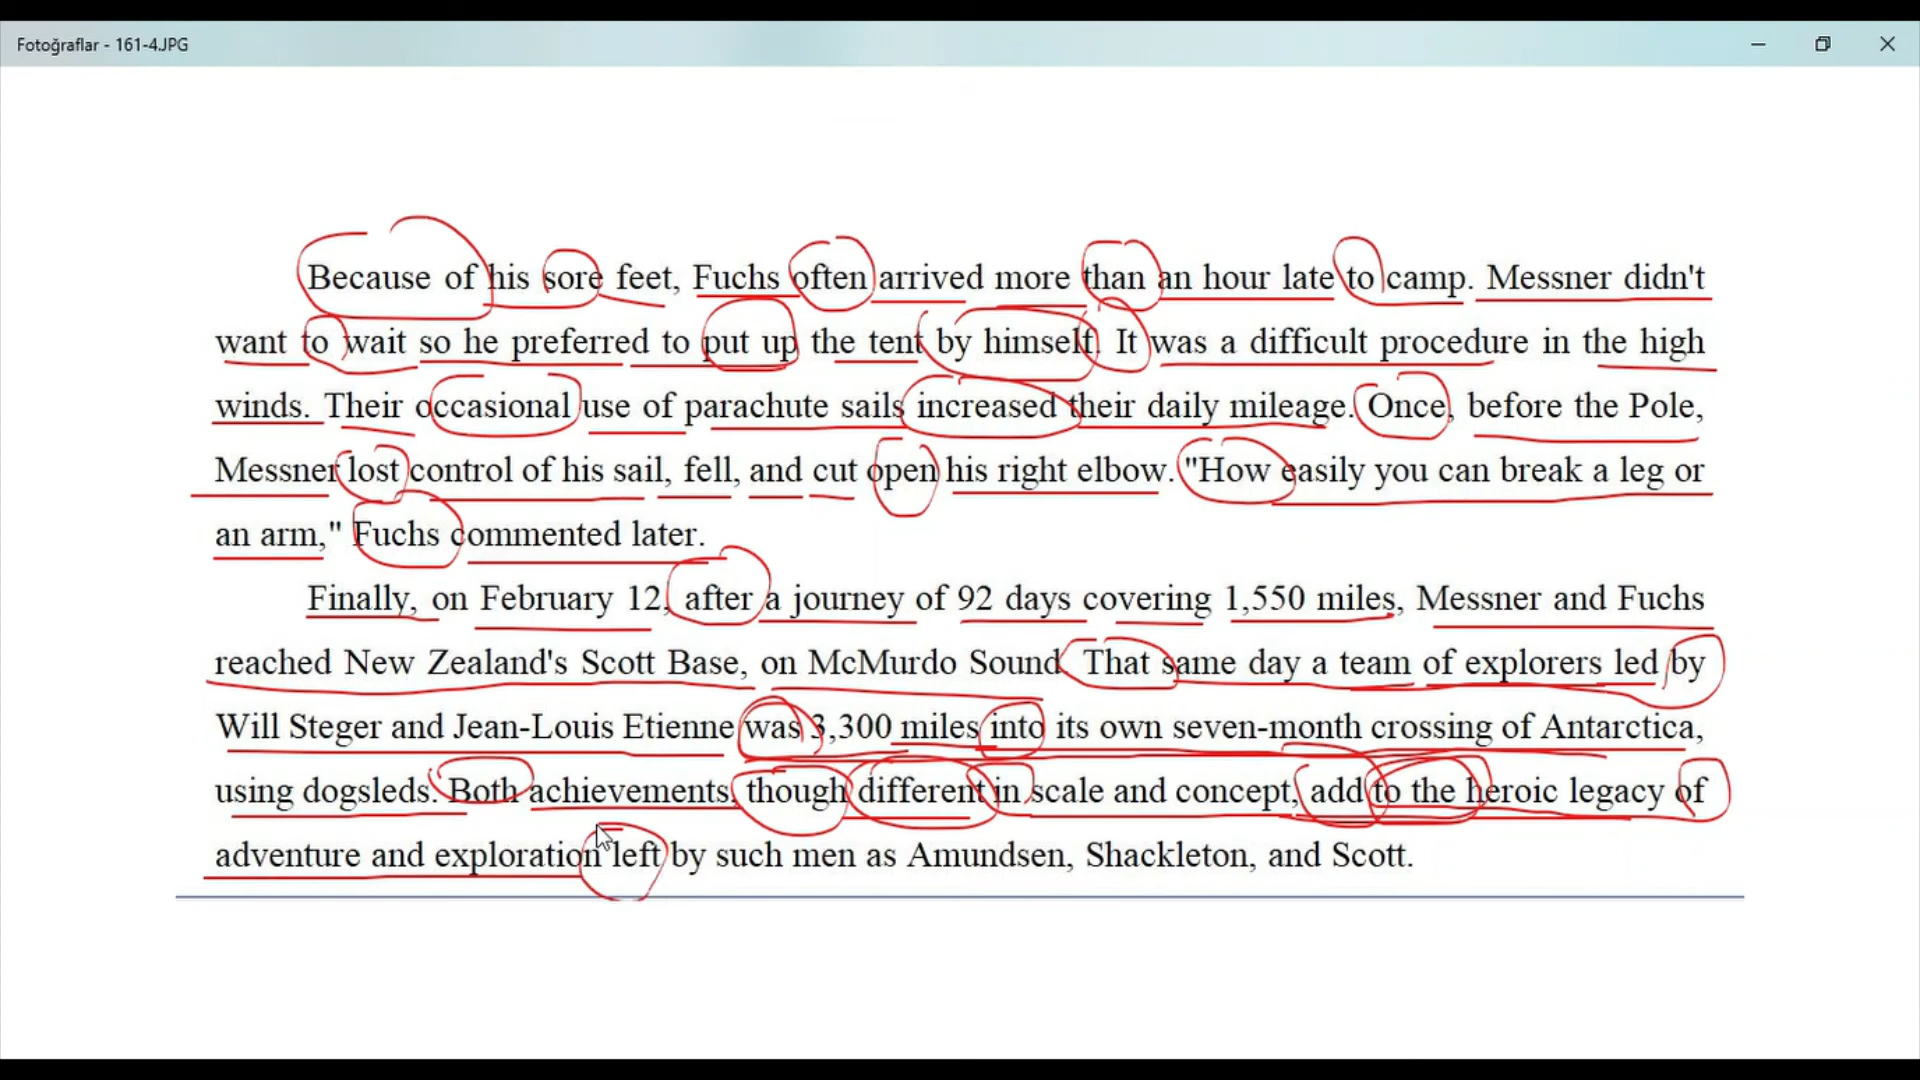 Fotoğraflar - 161-4.JPG
Because of his sore feet, Fuchs often arrived more than an hour late to camp. Messner didn't
want to wait so he preferred to put up the tent by himself. It was a difficult procedure in the high
winds. Their occasional use of parachute sails increased their daily mileage. Once, before the Pole,
Messner lost control of his sail, fell, and cut open his right elbow. "How easily you can break a leg or
an arm," Fuchs commented later.
Finally, on February 12, after a journey of 92 days covering 1,550 miles, Messner and Fuchs
reached New Zealand's Scott Base, on McMurdo Sound. That same day a team of explorers led by
Will Steger and Jean-Louis Etienne was 3,300 miles into its own seven-month crossing of Antarctica,
using dogsleds. Both achievements, though different in scale and concept, add to the heroic legacy of
adventure and exploration left by such men as Amundsen, Shackleton, and Scott.